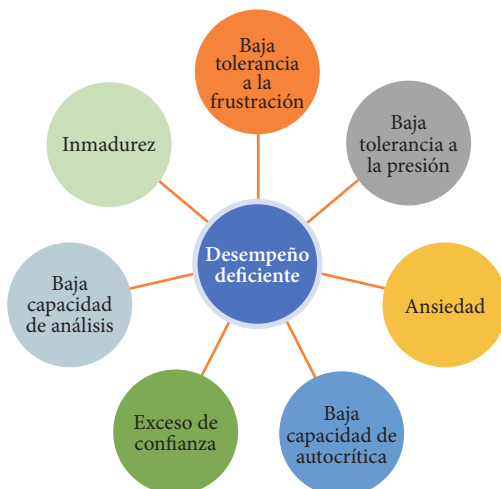 Baja
tolerancia
a la
frustración
Baja
tolerancia a
la presión
Ansiedad
Baja
capacidad de
autocrítica
Exceso de
confianza
Baja
capacidad
de análisis
Inmadurez
Desempeño
deficiente